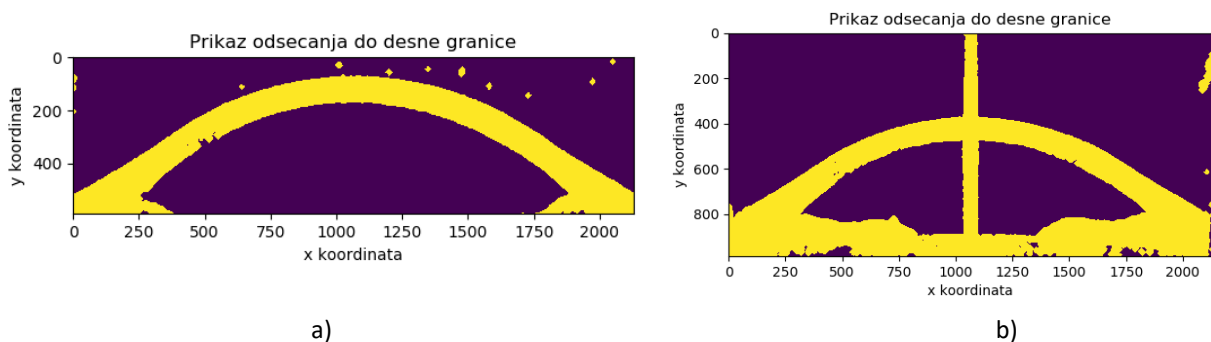 Prikaz odsecanja do desne granice
0
200
400
y koordinata
0 250 500 750 1000 1250 1500 1750 2000
x koordinata
a)
Prikaz odsecanja do desne granice
0
200
400
600
800
y koordinata
0 250 500 750 1000 1250 1500 1750 2000
x koordinata
b)